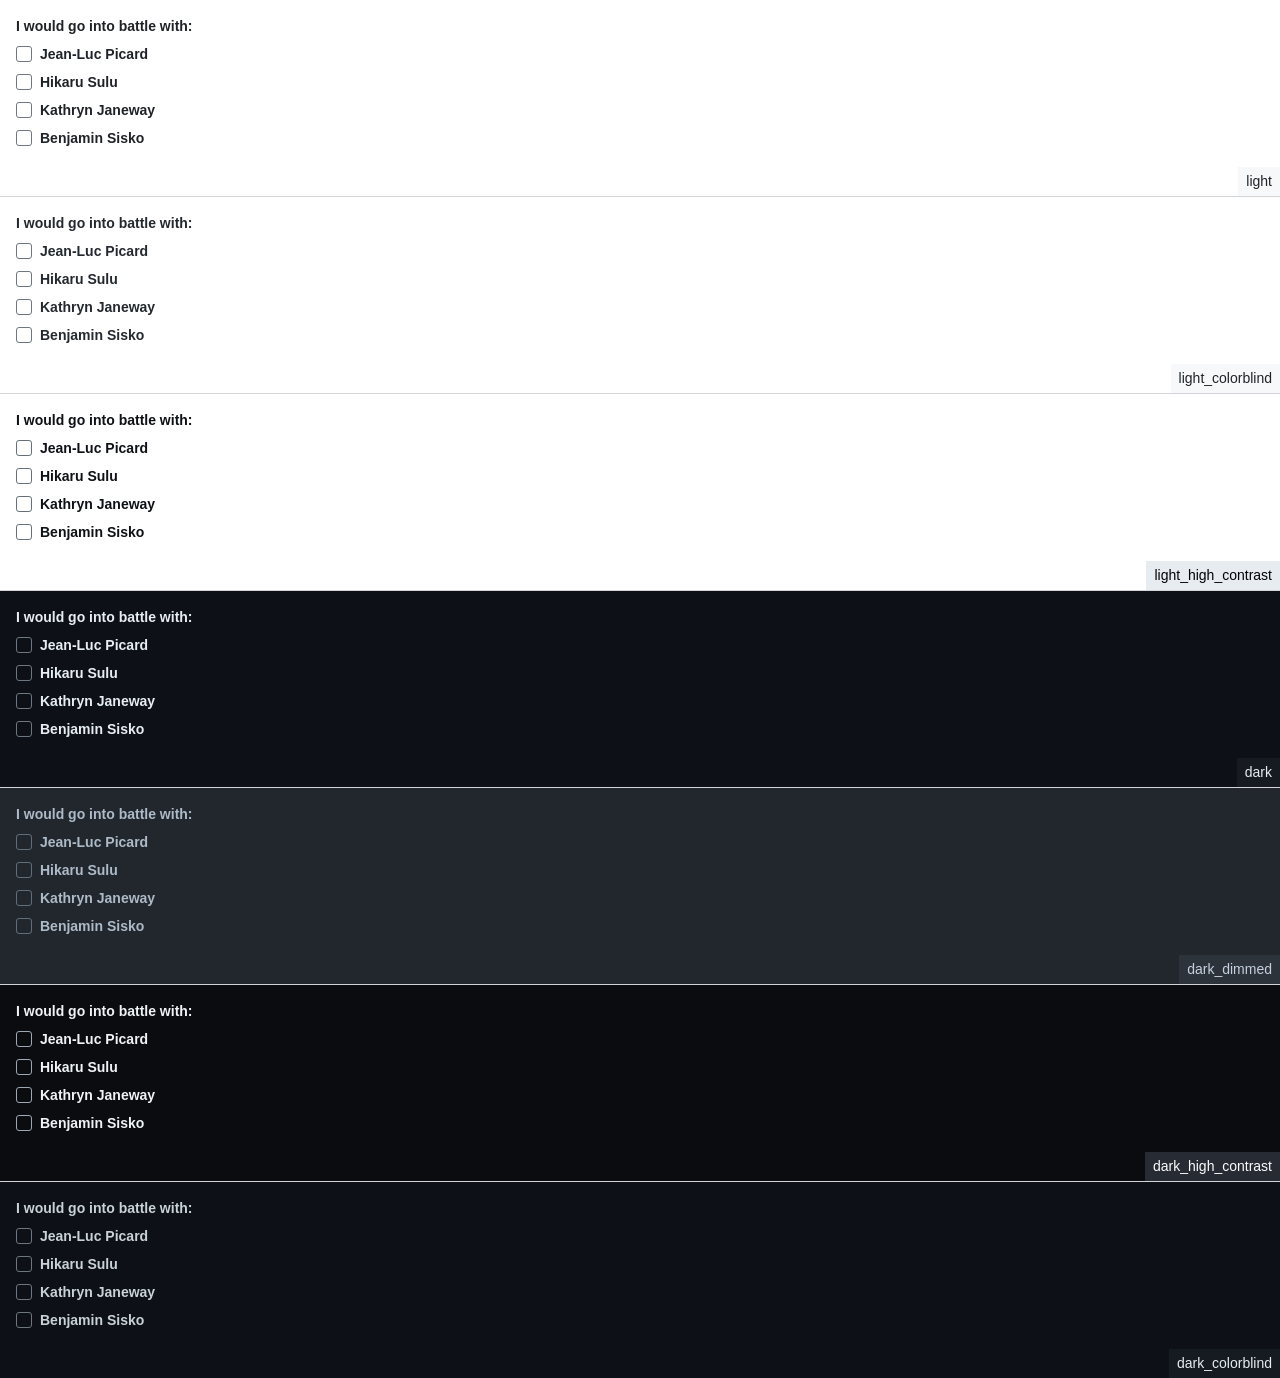 I would go into battle with:
Jean-Luc Picard
Hikaru Sulu
Kathryn Janeway
Benjamin Sisko
light
I would go into battle with:
Jean-Luc Picard
Hikaru Sulu
Kathryn Janeway
Benjamin Sisko
light_colorblind
I would go into battle with:
Jean-Luc Picard
Hikaru Sulu
Kathryn Janeway
Benjamin Sisko
light_high_contrast
I would go into battle with:
Jean-Luc Picard
Hikaru Sulu
Kathryn Janeway
Benjamin Sisko
dark
I would go into battle with:
Jean-Luc Picard
Hikaru Sulu
Kathryn Janeway
Benjamin Sisko
dark_dimmed
I would go into battle with:
Jean-Luc Picard
Hikaru Sulu
Kathryn Janeway
Benjamin Sisko
dark_high_contrast
I would go into battle with:
Jean-Luc Picard
Hikaru Sulu
Kathryn Janeway
Benjamin Sisko
dark_colorblind